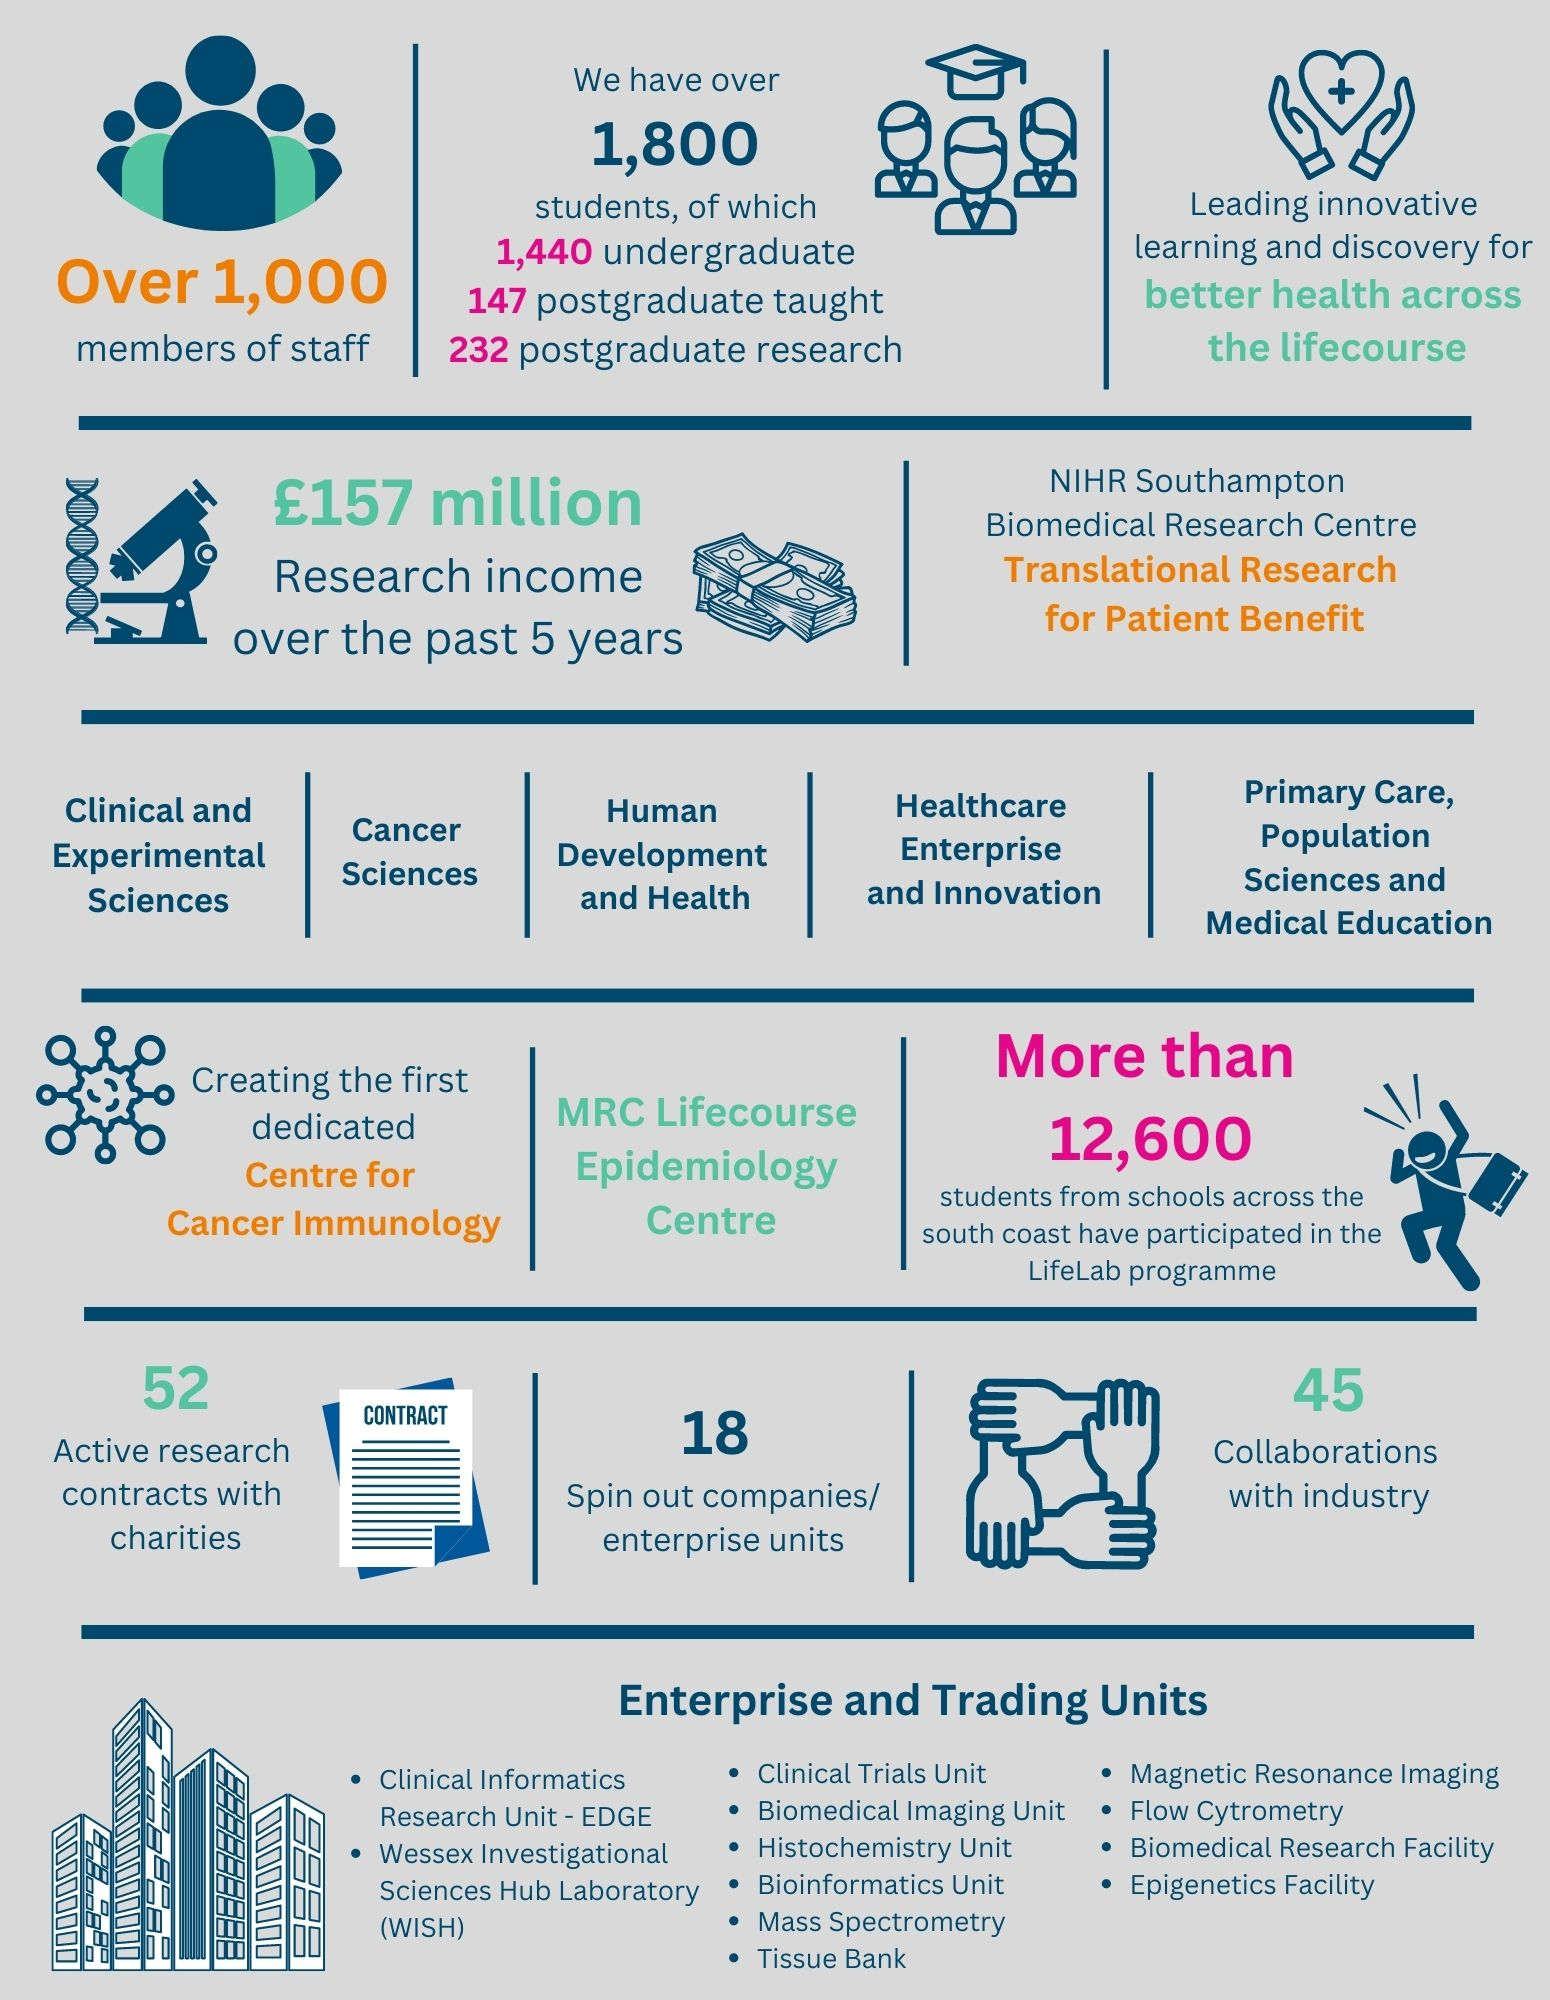 Over 1,000
members of staff
We have over
1,800
students, of which
1,440 undergraduate
147 postgraduate taught
232 postgraduate research
Leading innovative
learning and discovery for
better health across
the lifecourse
£157 million
Research income
over the past 5 years
NIHR Southampton
Biomedical Research Centre
Translational Research
for Patient Benefit
Clinical and
Experimental
Sciences
Cancer
Sciences
Human
Development
and Health
Healthcare
Enterprise
and Innovation
Primary Care,
Population
Sciences and
Medical Education
Creating the first
dedicated
Centre for
Cancer Immunology
MRC Lifecourse
Epidemiology
Centre
More than
12,600
students from schools across the
south coast have participated in the
LifeLab programme
52
Active research
contracts with
charities
CONTRACT
18
Spin out companies/
enterprise units
45
Collaborations
with industry
Enterprise and Trading Units
• Clinical Informatics
Research Unit - EDGE
• Wessex Investigational
Sciences Hub Laboratory
(WISH)
• Clinical Trials Unit
• Biomedical Imaging Unit
• Histochemistry Unit
• Bioinformatics Unit
• Mass Spectrometry
• Tissue Bank
• Magnetic Resonance Imaging
• Flow Cytrometry
• Biomedical Research Facility
• Epigenetics Facility